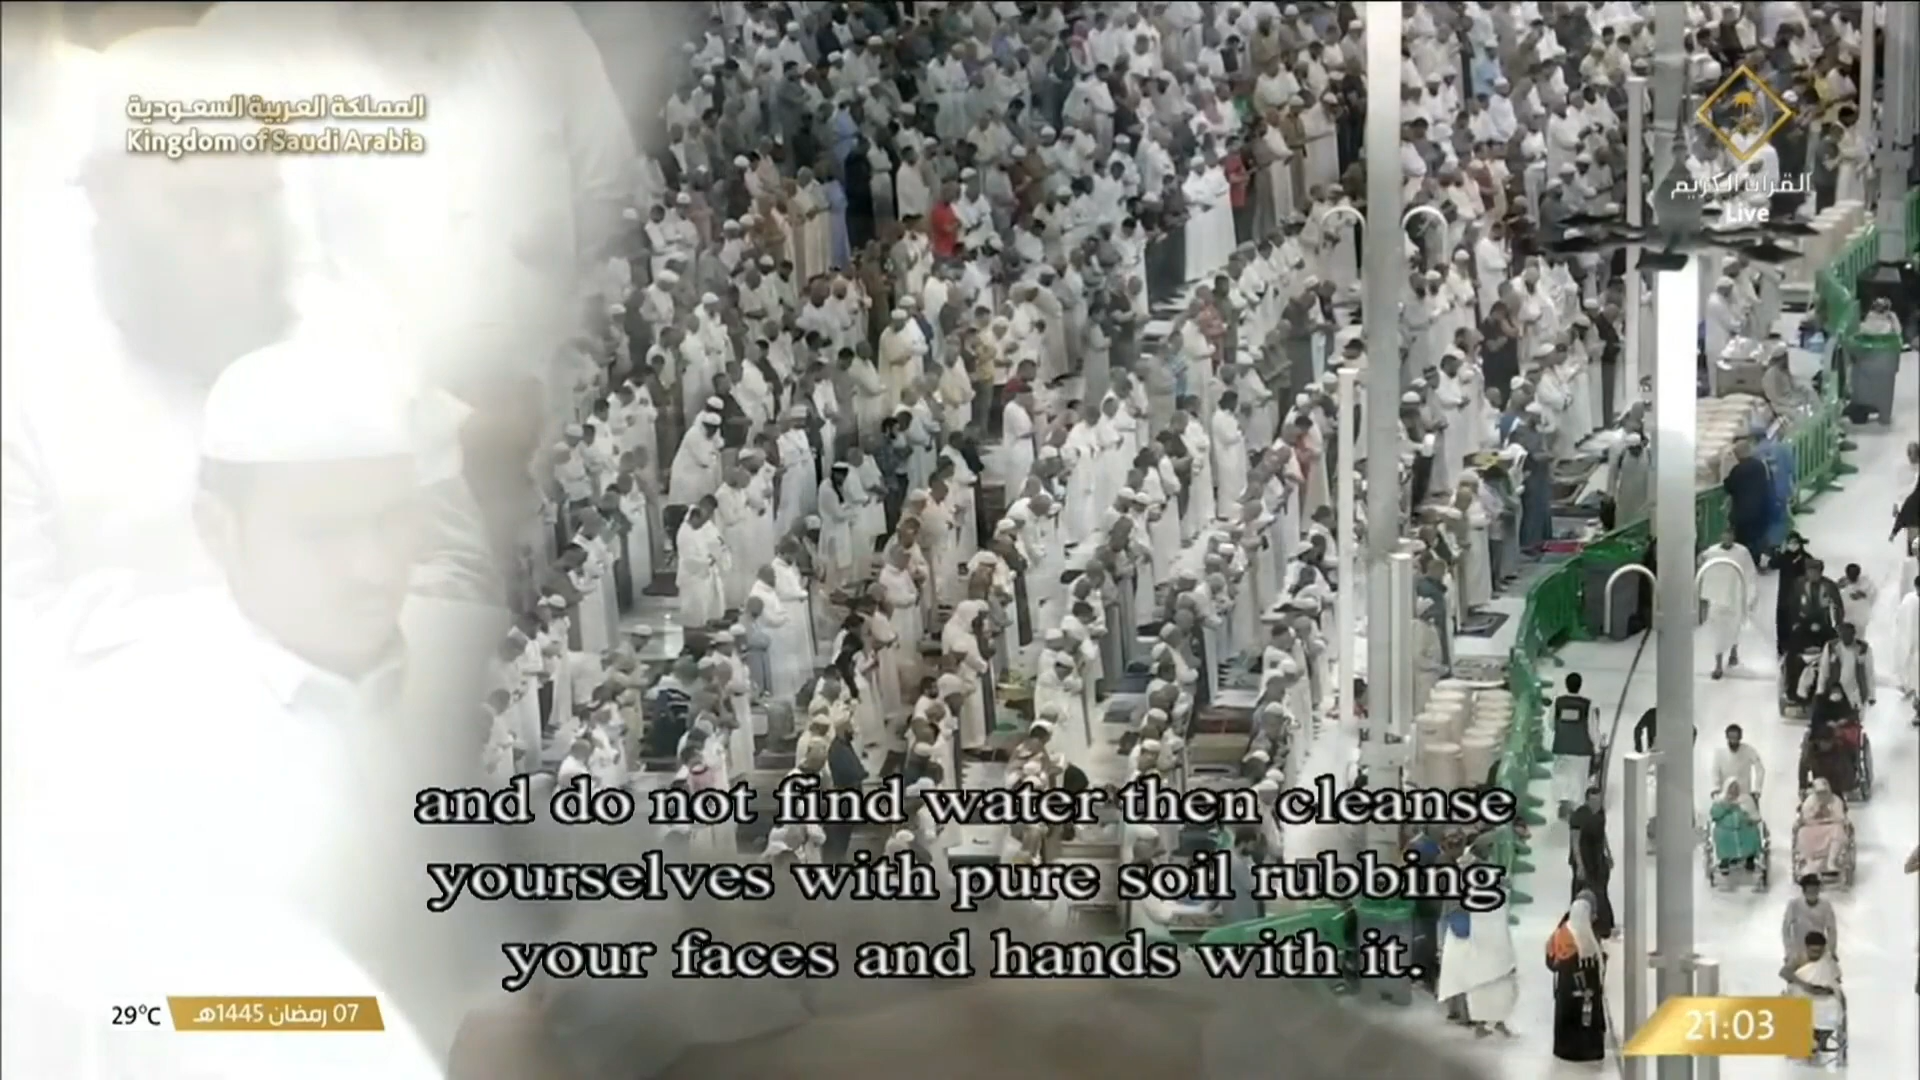 المملكة العربية السعودية
Kingdom of Saudi Arabia
القرآن الكريم
Live
and do not find water then cleanse
yourselves with pure soil rubbing
your faces and hands with it.
29°C
07 رمضان 1445هـ
21:03